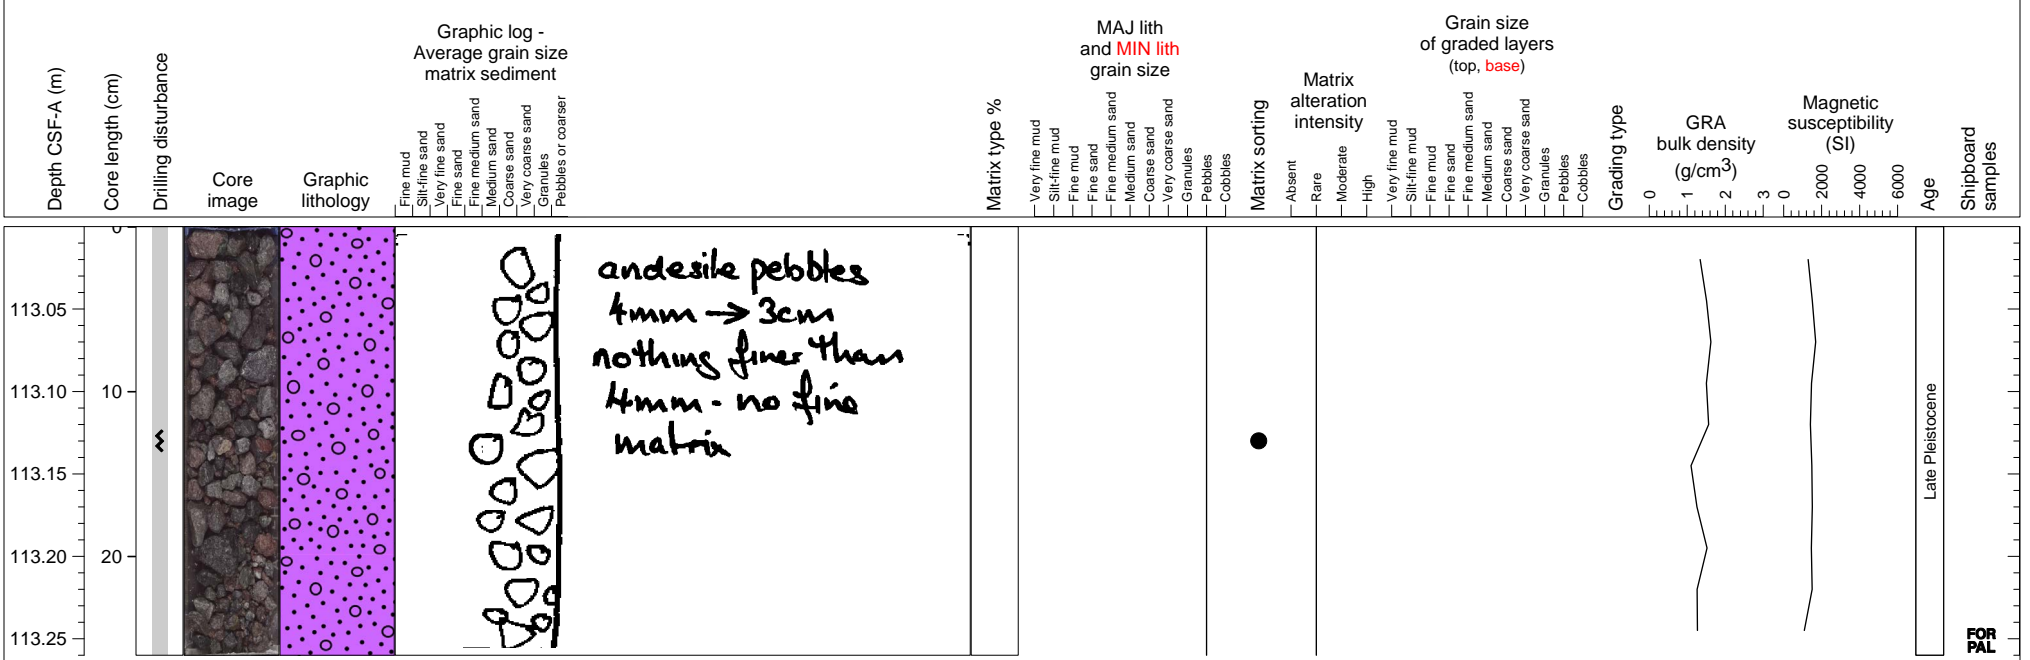 Depth CSF-A (m)
Core length (cm)
Drilling disturbance
Core
image
Graphic
lithology
Graphic log -
Average grain size
matrix sediment
Fine mud
Silt-fine sand
Very fine sand
Fine sand
Fine medium sand
Medium sand
Coarse sand
Very coarse sand
Granules
Pebbles or coarser
Matrix type %
MAJ lith
and MIN lith
grain size
Very fine mud
Silt-fine mud
Fine mud
Fine sand
Fine medium sand
Medium sand
Coarse sand
Very coarse sand
Granules
Pebbles
Cobbles
Matrix sorting
Matrix
alteration
intensity
Absent
Rare
Moderate
High
Grain size
of graded layers
(top, base)
Very fine mud
Silt-fine mud
Fine mud
Fine sand
Fine medium sand
Medium sand
Coarse sand
Very coarse sand
Granules
Pebbles
Cobbles
Grading type
GRA
bulk density
(g/cm3)
0 1 2 3
Magnetic
susceptibility
(SI)
0 2000 4000 6000
Age
Shipboard
samples
0
113.05
113.10
10
113.15
113.20
20
113.25
andesite pebbles
4mm → 3cm
nothing finer than
4mm - no fine
matrix
Late Pleistocene
FOR
PAL